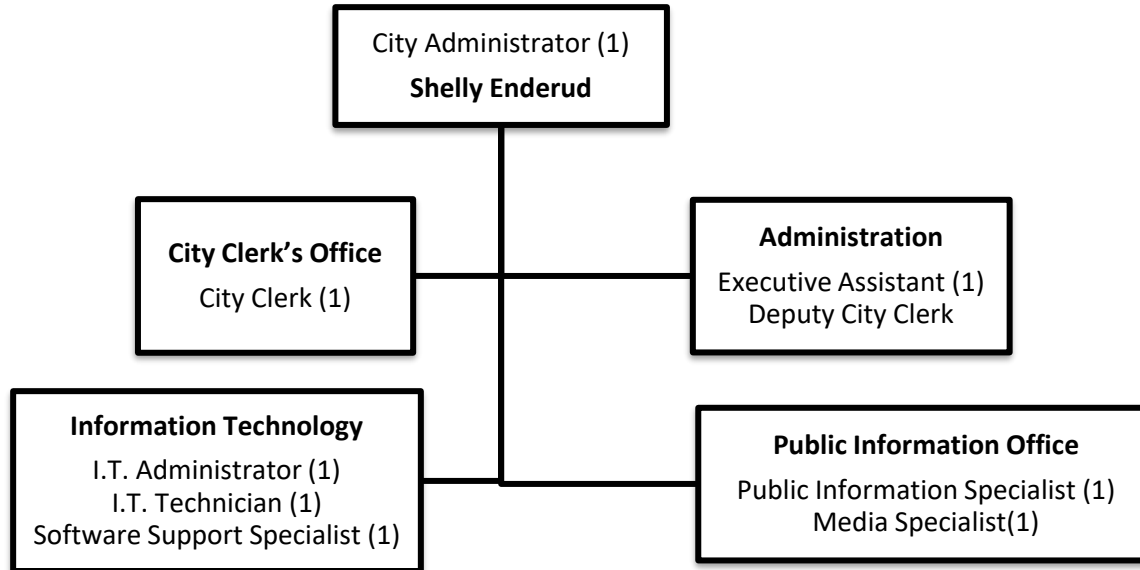 City Administrator (1)
Shelly Enderud
City Clerk’s Office
City Clerk (1)
Administration
Executive Assistant (1)
Deputy City Clerk
Information Technology
I.T. Administrator (1)
I.T. Technician (1)
Software Support Specialist (1)
Public Information Office
Public Information Specialist (1)
Media Specialist(1)